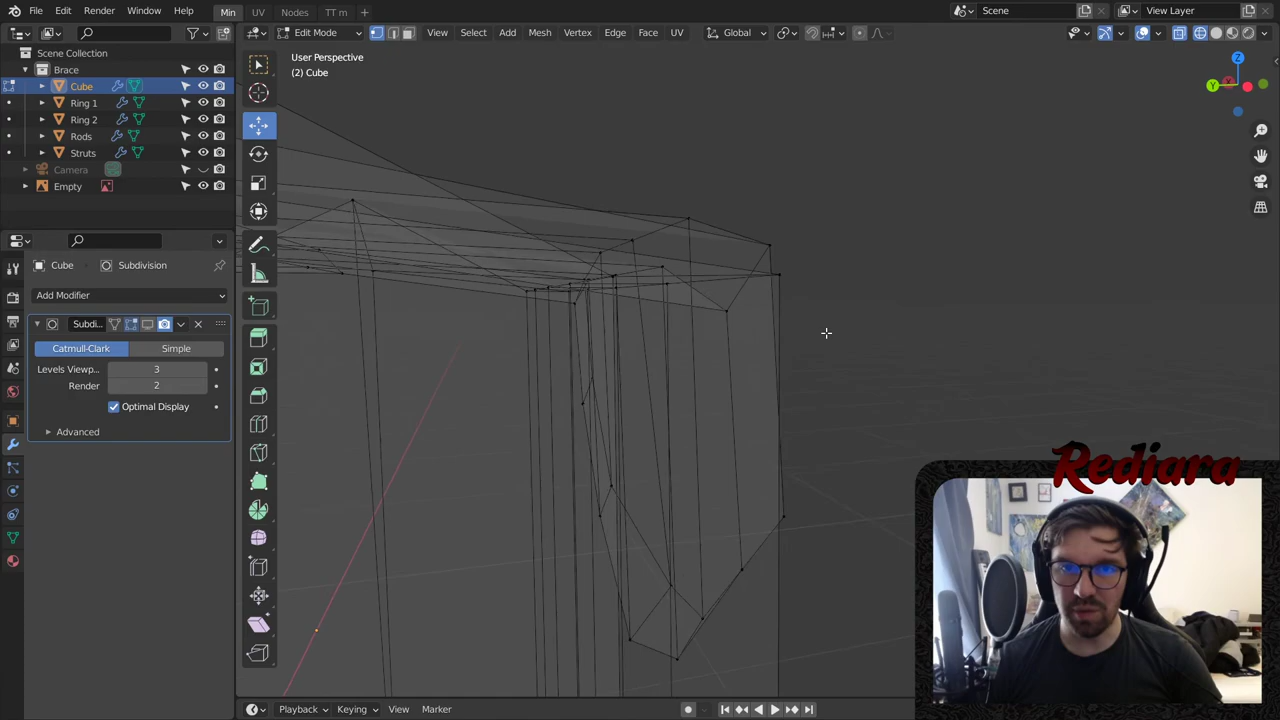 File Edit Render Window Help Min UV Nodes TT m Scene View Layer
Edit Mode View Select Add Mesh Vertex Edge Face UV Global
Scene Collection
Brace
Cube
Ring 1
Ring 2
Rods
Struts
Camera
Empty
User Perspective
(2) Cube
Z
Y
X
Cube Subdivision
Add Modifier
Subdi...
Catmull-Clark Simple
Levels Viewp... 3
Render 2
Optimal Display
Advanced
Rediara
Playback Keying View Marker